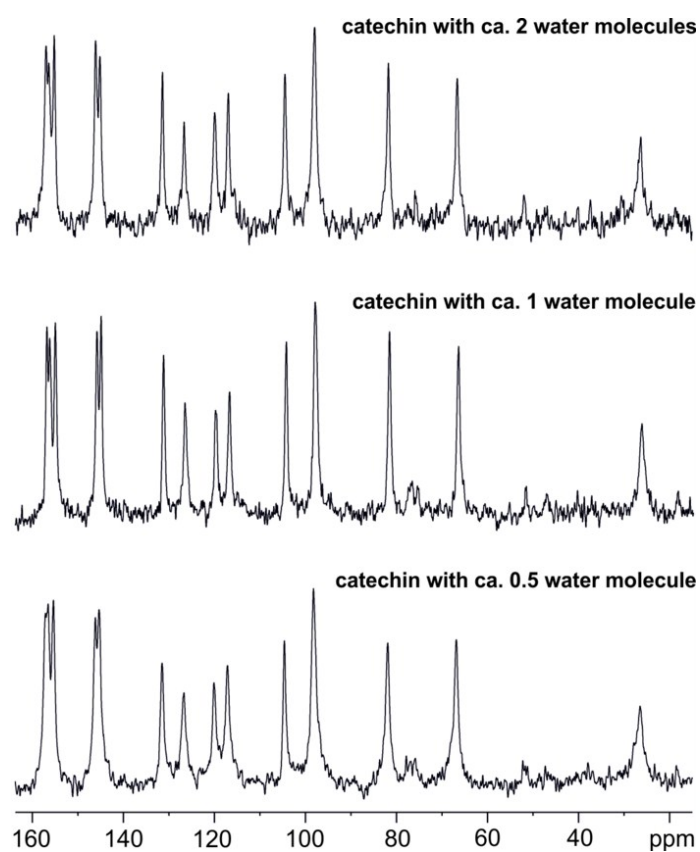 catechin with ca. 2 water molecules
catechin with ca. 1 water molecule
catechin with ca. 0.5 water molecule
160 140 120 100 80 60 40 ppm